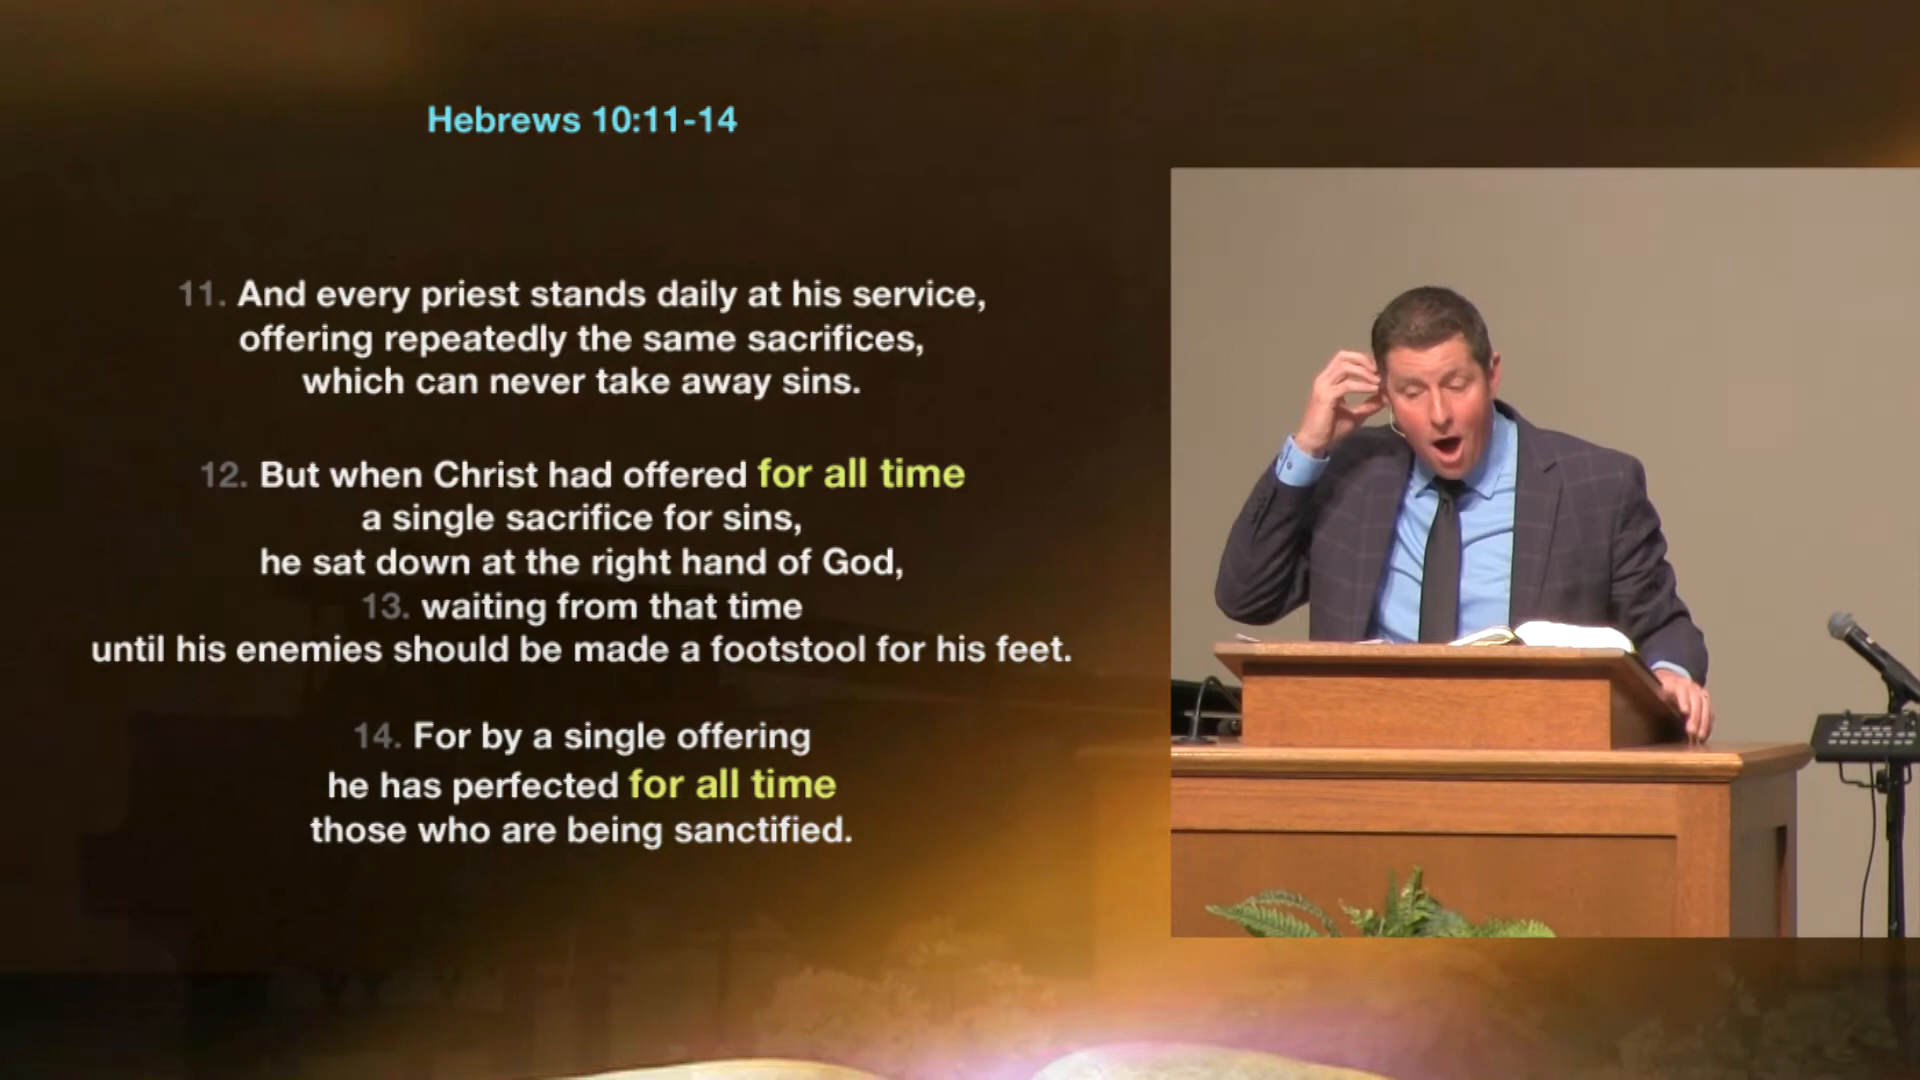 Hebrews 10:11-14
11. And every priest stands daily at his service,
offering repeatedly the same sacrifices,
which can never take away sins.
12. But when Christ had offered for all time
a single sacrifice for sins,
he sat down at the right hand of God,
13. waiting from that time
until his enemies should be made a footstool for his feet.
14. For by a single offering
he has perfected for all time
those who are being sanctified.